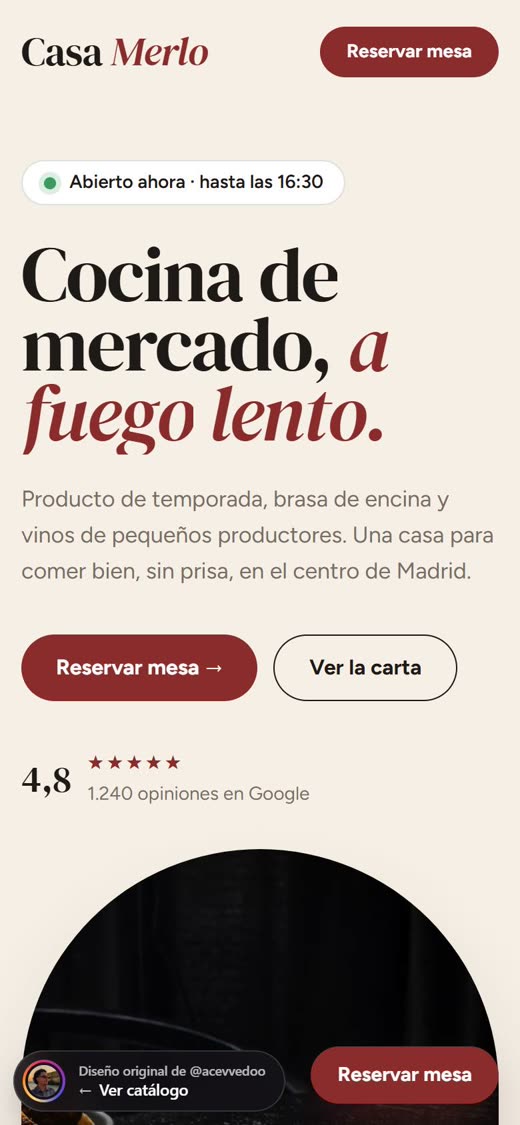 Casa Merlo
Reservar mesa
Abierto ahora · hasta las 16:30
Cocina de
mercado, a
fuego lento.
Producto de temporada, brasa de encina y
vinos de pequeños productores. Una casa para
comer bien, sin prisa, en el centro de Madrid.
Reservar mesa →
Ver la carta
4,8
★★★★★
1.240 opiniones en Google
Diseño original de @acevvedoo
← Ver catálogo
Reservar mesa